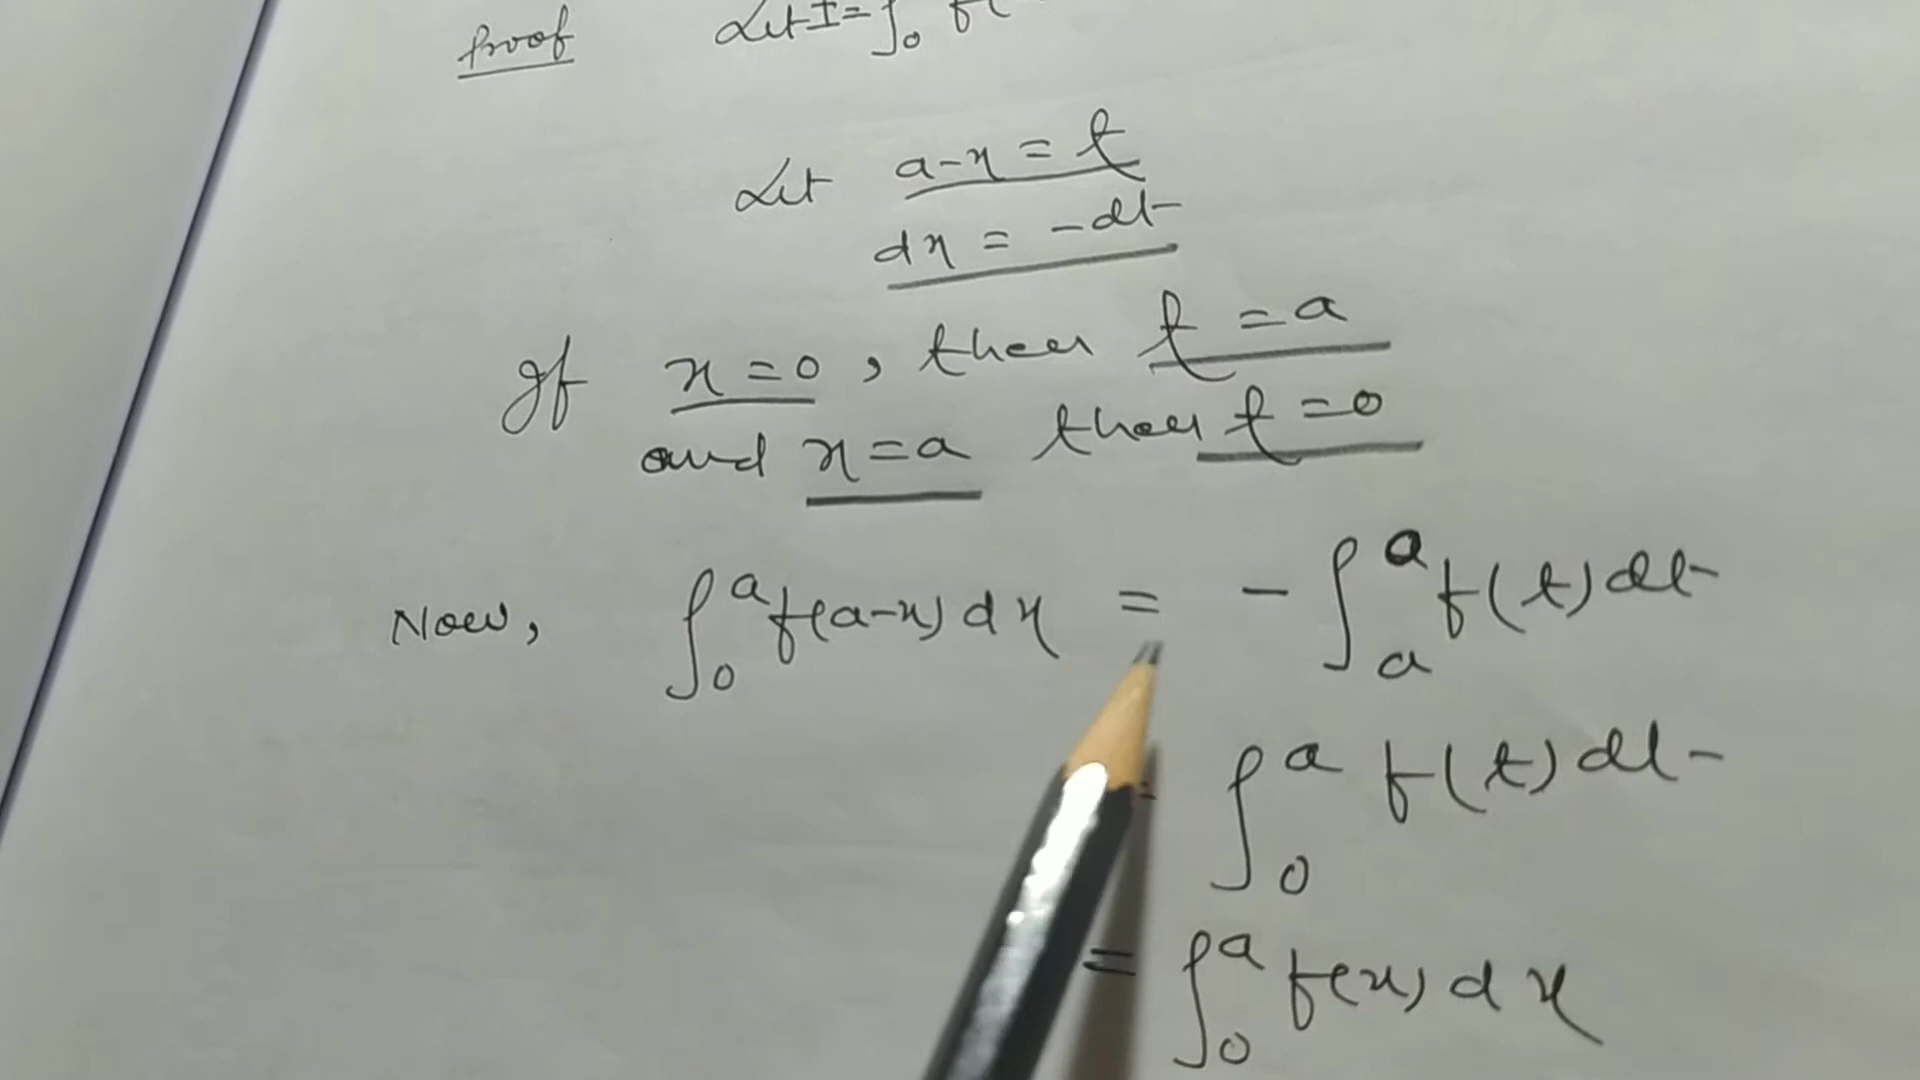 Proof Let I = ∫₀ f(
Let a-x = t
dx = -dt
If x=0, then t=a
and x=a then t=0
Now, ∫₀ᵃ f(a-x) dx = - ∫ₐᵃ f(t) dt
= ∫₀ᵃ f(t) dt
= ∫₀ᵃ f(x) dx